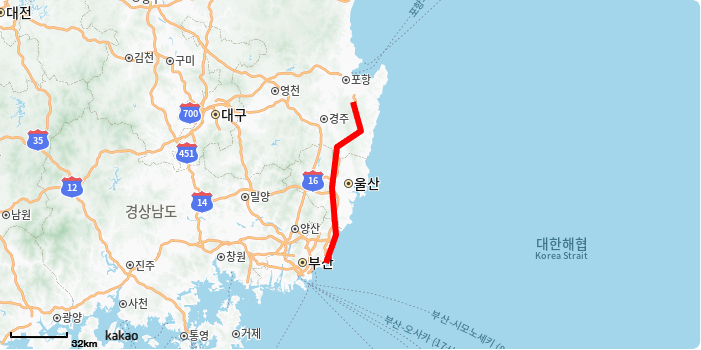 대전
포항
김천
구미
포항
영천
700
대구
경주
35
451
16
울산
12
밀양
14
경상남도
남원
양산
대한해협
Korea Strait
창원
부산
진주
사천
광양
부산-시모노세키
부산-오사카
kakao
통영
거제
32km